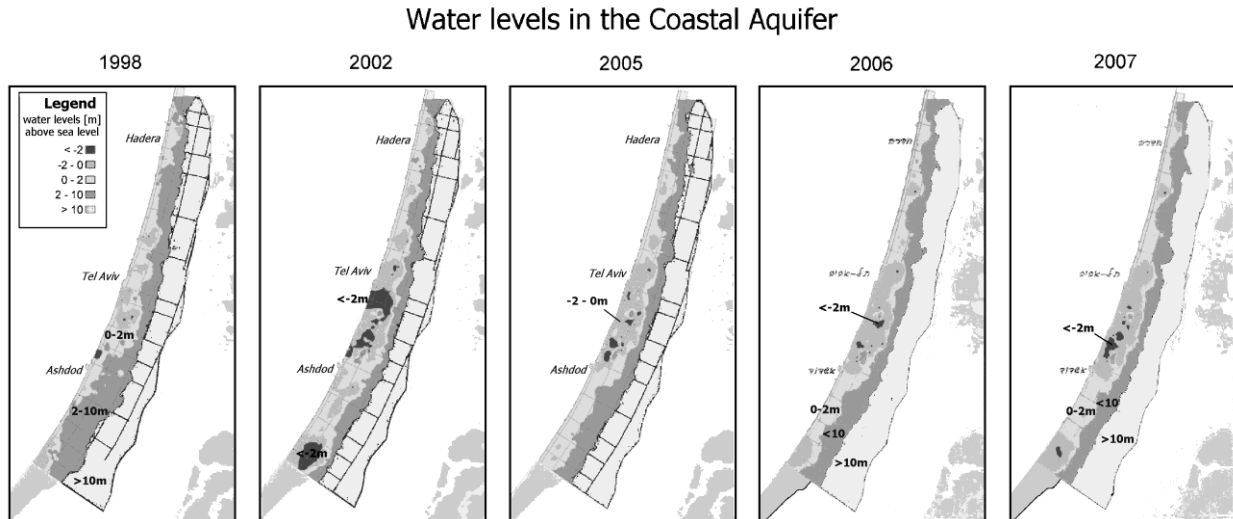 Water levels in the Coastal Aquifer
1998
2002
2005
2006
2007
Legend
water levels [m]
above sea level
< -2
-2 - 0
0 - 2
2 - 10
> 10
Hadera
Tel Aviv
0-2m
Ashdod
2-10m
>10m
Hadera
Tel Aviv
<-2m
Ashdod
<-2m
Hadera
Tel Aviv
-2 - 0m
Ashdod
<-2m
0-2m
<10
>10m
<-2m
0-2m
<10
>10m